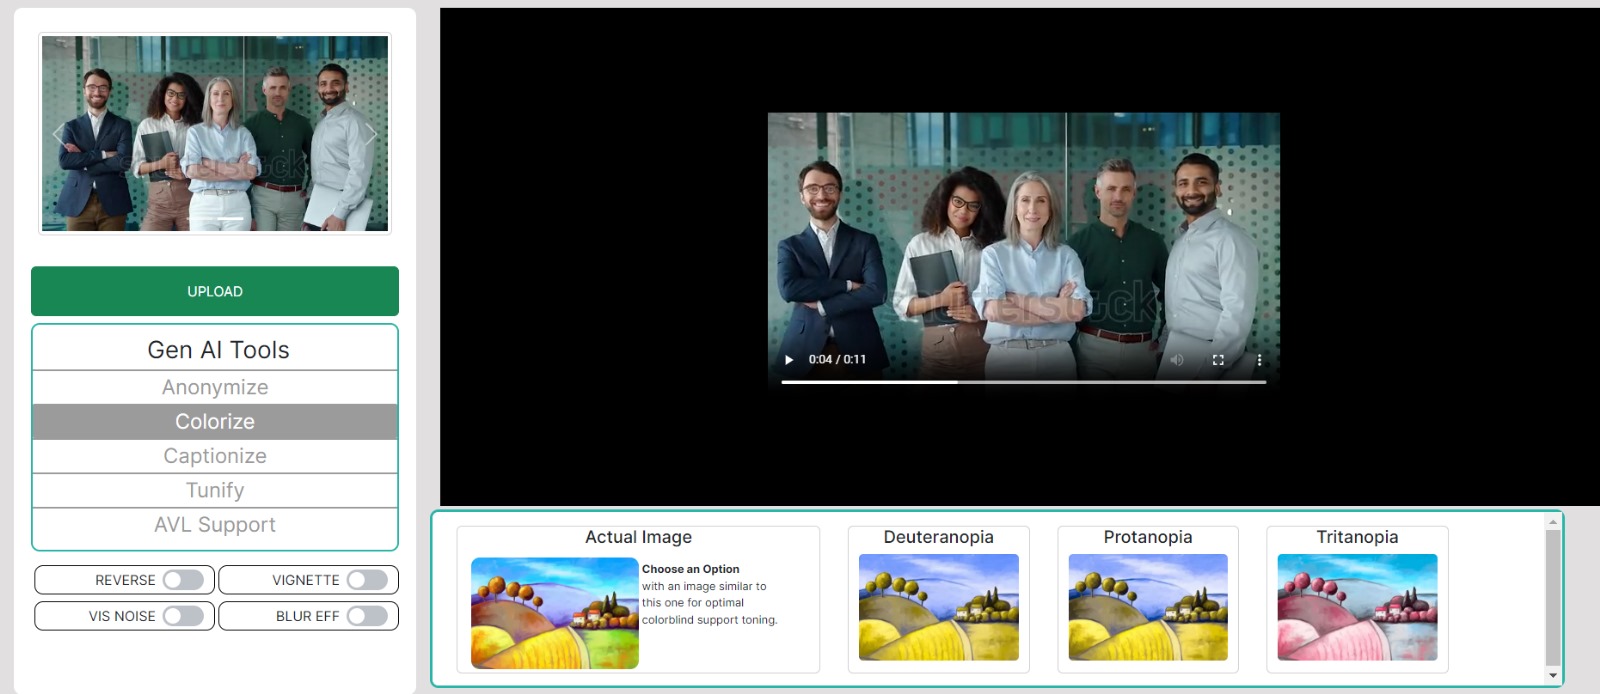 shutterstock
UPLOAD
Gen AI Tools
Anonymize
Colorize
Captionize
Tunify
AVL Support
REVERSE
VIGNETTE
VIS NOISE
BLUR EFF
shutterstock
0:04 / 0:11
Actual Image
Choose an Option
with an image similar to
this one for optimal
colorblind support toning.
Deuteranopia
Protanopia
Tritanopia